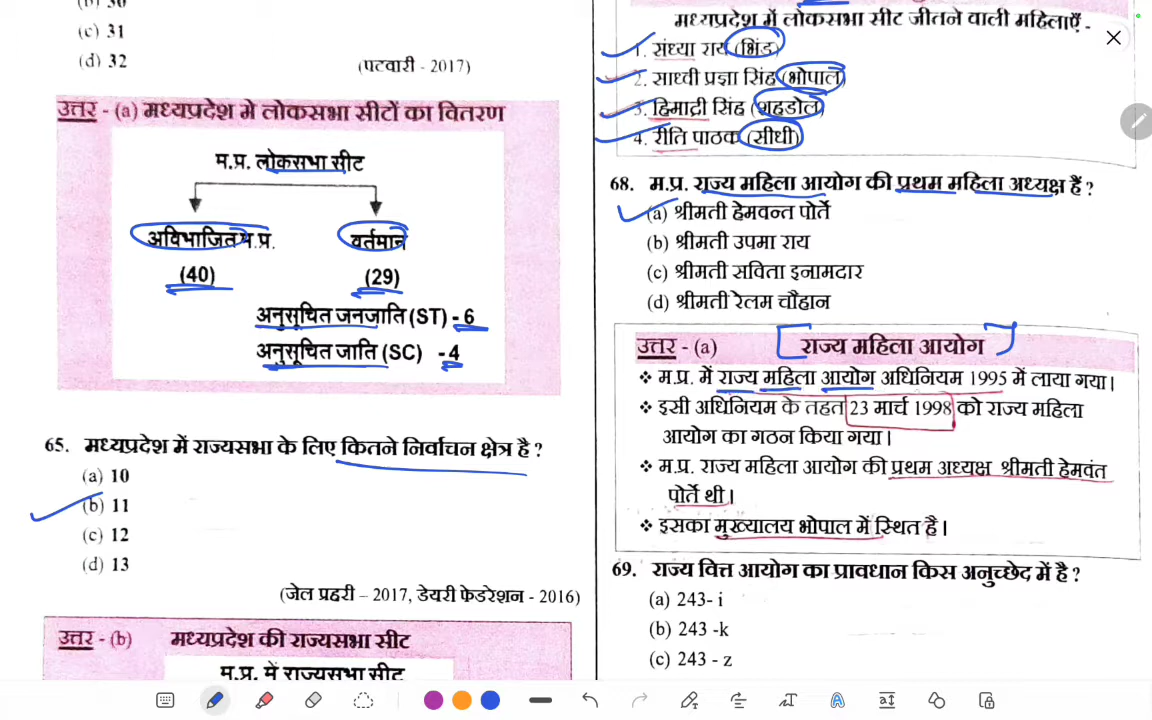 (c) 31
(d) 32
(पटवारी - 2017)
उत्तर - (a) मध्यप्रदेश मे लोकसभा सीटों का वितरण
म.प्र. लोकसभा सीट
अविभाजित म.प्र.
वर्तमान
(40)
(29)
अनुसूचित जनजाति (ST) - 6
अनुसूचित जाति (SC) - 4
65. मध्यप्रदेश में राज्यसभा के लिए कितने निर्वाचन क्षेत्र है ?
(a) 10
(b) 11
(c) 12
(d) 13
(जेल प्रहरी – 2017, डेयरी फेडरेशन - 2016)
उत्तर - (b) मध्यप्रदेश की राज्यसभा सीट
म.प्र. में राज्यसभा सीट
मध्यप्रदेश में लोकसभा सीट जीतने वाली महिलाएँ -
1. संध्या राय (भिंड)
2. साध्वी प्रज्ञा सिंह (भोपाल)
3. हिमाद्री सिंह (शहडोल)
4. रीति पाठक (सीधी)
68. म.प्र. राज्य महिला आयोग की प्रथम महिला अध्यक्ष हैं ?
(a) श्रीमती हेमवन्त पोर्ते
(b) श्रीमती उपमा राय
(c) श्रीमती सविता इनामदार
(d) श्रीमती रेलम चौहान
उत्तर - (a) राज्य महिला आयोग
❖ म.प्र. में राज्य महिला आयोग अधिनियम 1995 में लाया गया।
❖ इसी अधिनियम के तहत 23 मार्च 1998 को राज्य महिला
आयोग का गठन किया गया।
❖ म.प्र. राज्य महिला आयोग की प्रथम अध्यक्ष श्रीमती हेमवंत
पोर्ते थी।
❖ इसका मुख्यालय भोपाल में स्थित है।
69. राज्य वित्त आयोग का प्रावधान किस अनुच्छेद में है ?
(a) 243- i
(b) 243 -k
(c) 243 - z